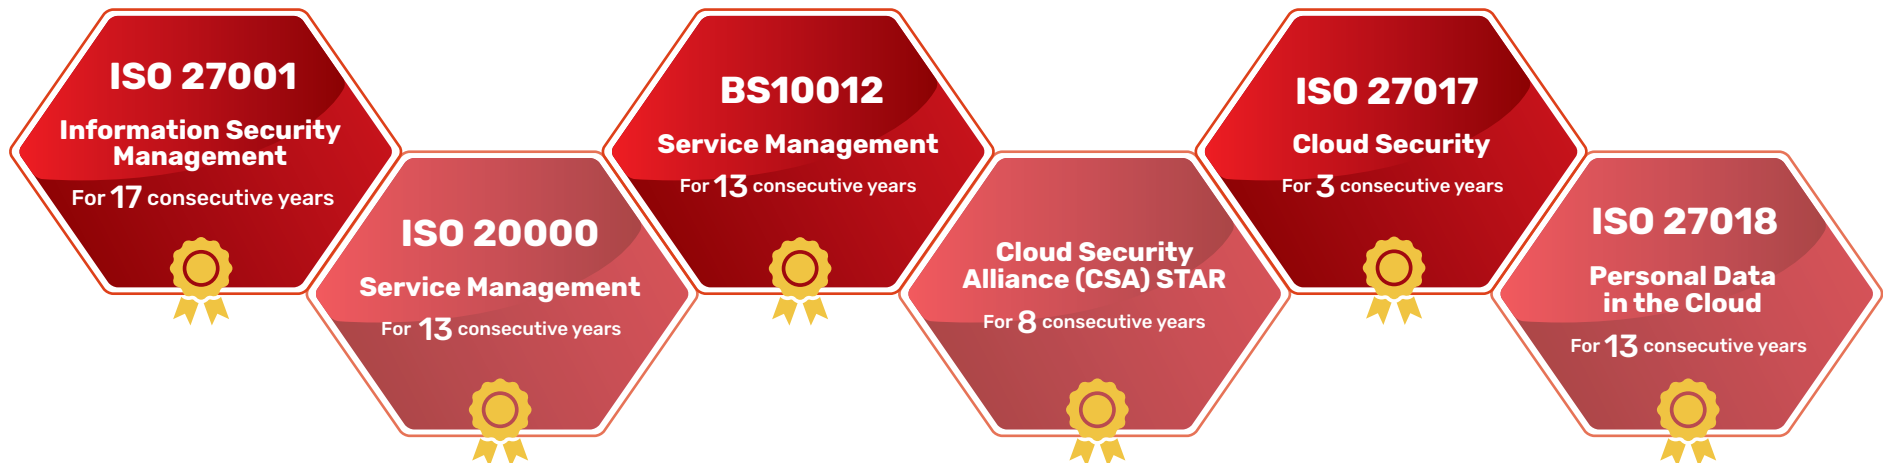 ISO 27001
Information Security
Management
For 17 consecutive years
ISO 20000
Service Management
For 13 consecutive years
BS10012
Service Management
For 13 consecutive years
Cloud Security
Alliance (CSA) STAR
For 8 consecutive years
ISO 27017
Cloud Security
For 3 consecutive years
ISO 27018
Personal Data
in the Cloud
For 13 consecutive years